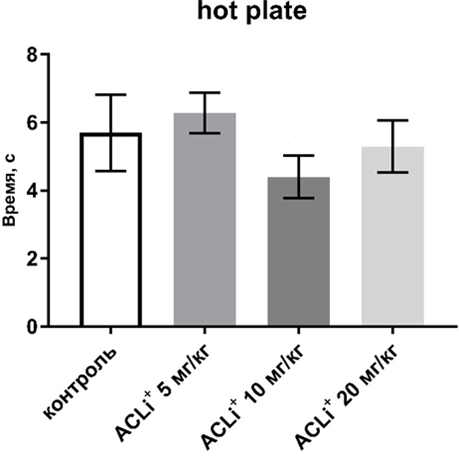 hot plate
Время, с
8
6
4
2
0
контроль
ACLi⁺ 5 мг/кг
ACLi⁺ 10 мг/кг
ACLi⁺ 20 мг/кг